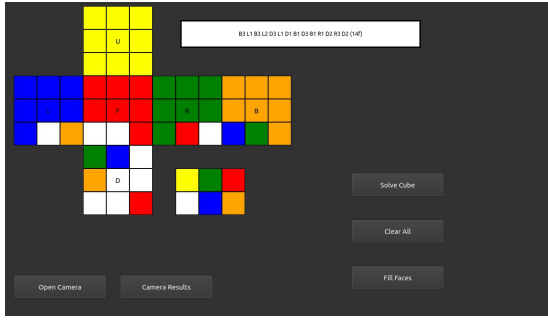 U
B3 L1 B3 L2 D3 L1 D1 B1 D3 B1 R1 D2 R3 D2 (14f)
L F R B
D
Solve Cube
Clear All
Open Camera
Camera Results
Fill Faces